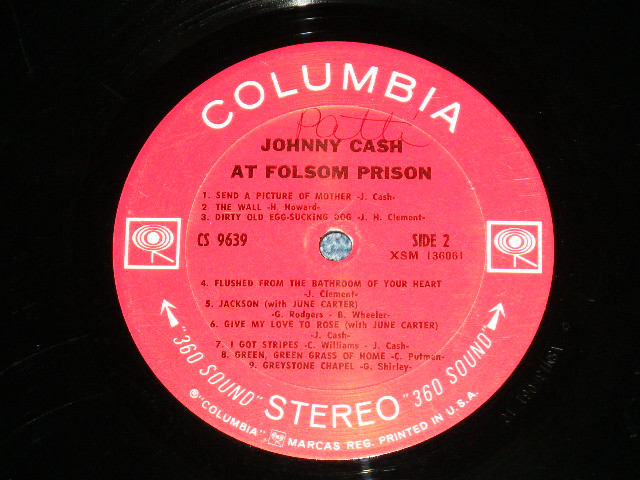 COLUMBIA
Patti
JOHNNY CASH
AT FOLSOM PRISON
1. SEND A PICTURE OF MOTHER -J. Cash-
2 THE WALL -H. Howard-
3. DIRTY OLD EGG-SUCKING DOG -J. H. Clement-
CS 9639
SIDE 2
XSM 136061
4. FLUSHED FROM THE BATHROOM OF YOUR HEART
-J. Clement-
5. JACKSON (with JUNE CARTER)
-G. Rodgers - B. Wheeler-
6. GIVE MY LOVE TO ROSE (with JUNE CARTER)
-J. Cash-
7. I GOT STRIPES -C. Williams - J. Cash-
8. GREEN, GREEN GRASS OF HOME -C. Putman-
9. GREYSTONE CHAPEL -G. Shirley-
"360 SOUND" STEREO "360 SOUND"
® "COLUMBIA" MARCAS REG. PRINTED IN U.S.A.